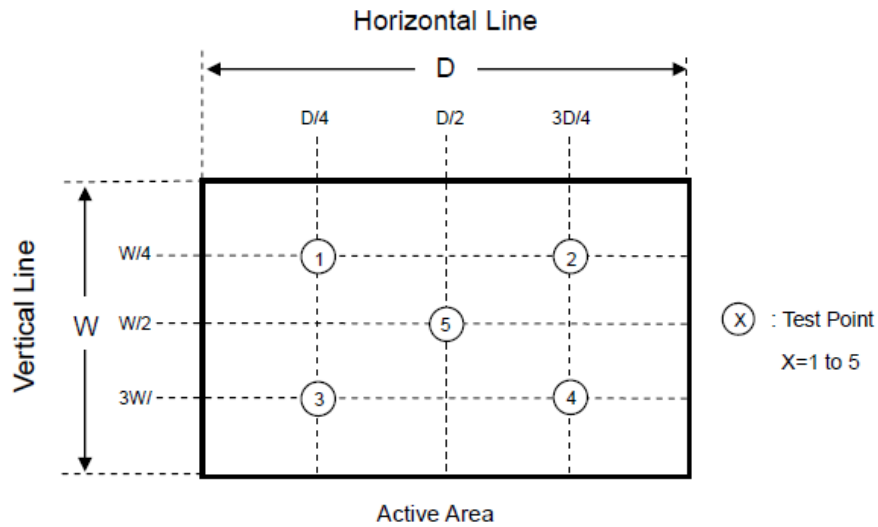 Horizontal Line
D
D/4 D/2 3D/4
Vertical Line
W
W/4
W/2
3W/
1 2
5
3 4
X : Test Point
X=1 to 5
Active Area